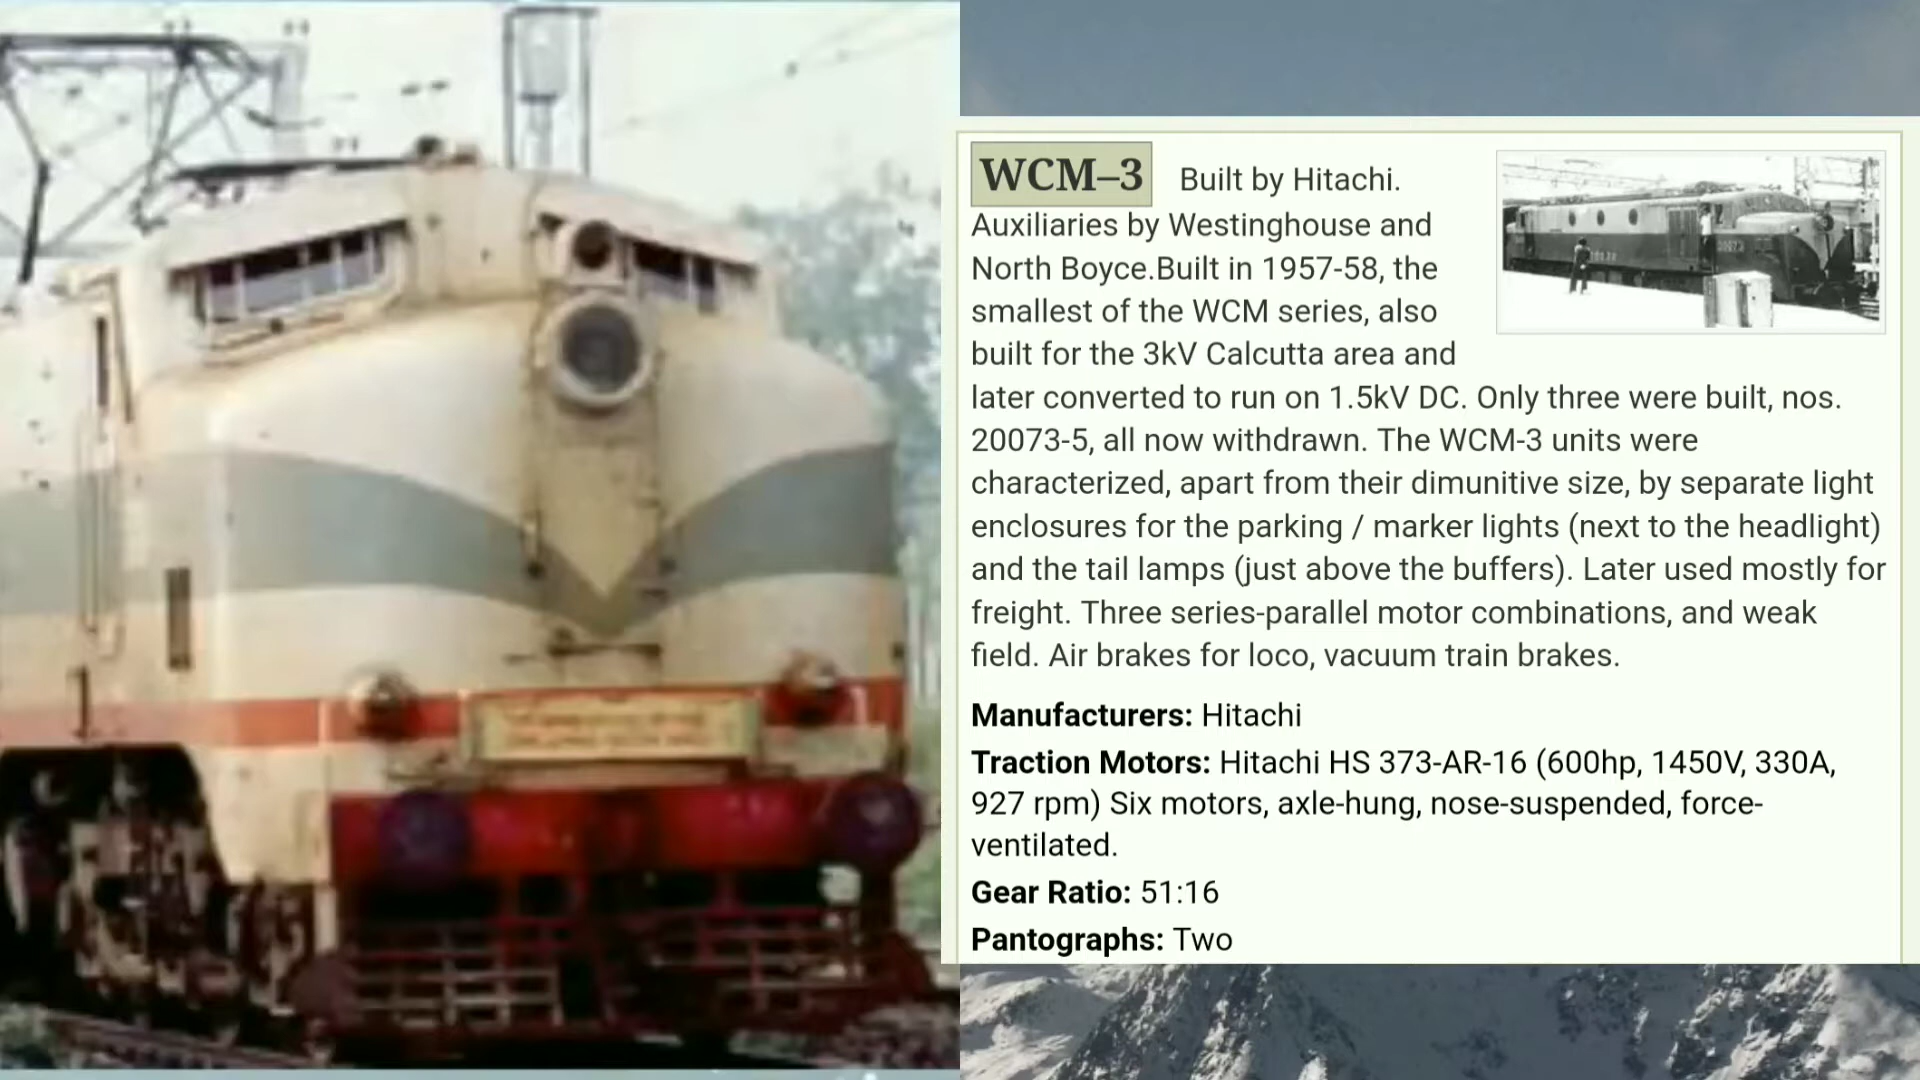 WCM–3 Built by Hitachi.
Auxiliaries by Westinghouse and
North Boyce.Built in 1957-58, the
smallest of the WCM series, also
built for the 3kV Calcutta area and
later converted to run on 1.5kV DC. Only three were built, nos.
20073-5, all now withdrawn. The WCM-3 units were
characterized, apart from their dimunitive size, by separate light
enclosures for the parking / marker lights (next to the headlight)
and the tail lamps (just above the buffers). Later used mostly for
freight. Three series-parallel motor combinations, and weak
field. Air brakes for loco, vacuum train brakes.
Manufacturers: Hitachi
Traction Motors: Hitachi HS 373-AR-16 (600hp, 1450V, 330A,
927 rpm) Six motors, axle-hung, nose-suspended, force-
ventilated.
Gear Ratio: 51:16
Pantographs: Two